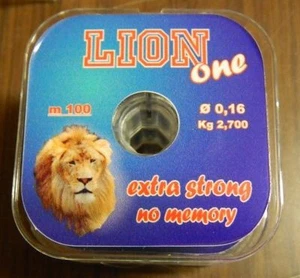 LION
one
m 100
Ø 0,16
Kg 2,700
extra strong
no memory